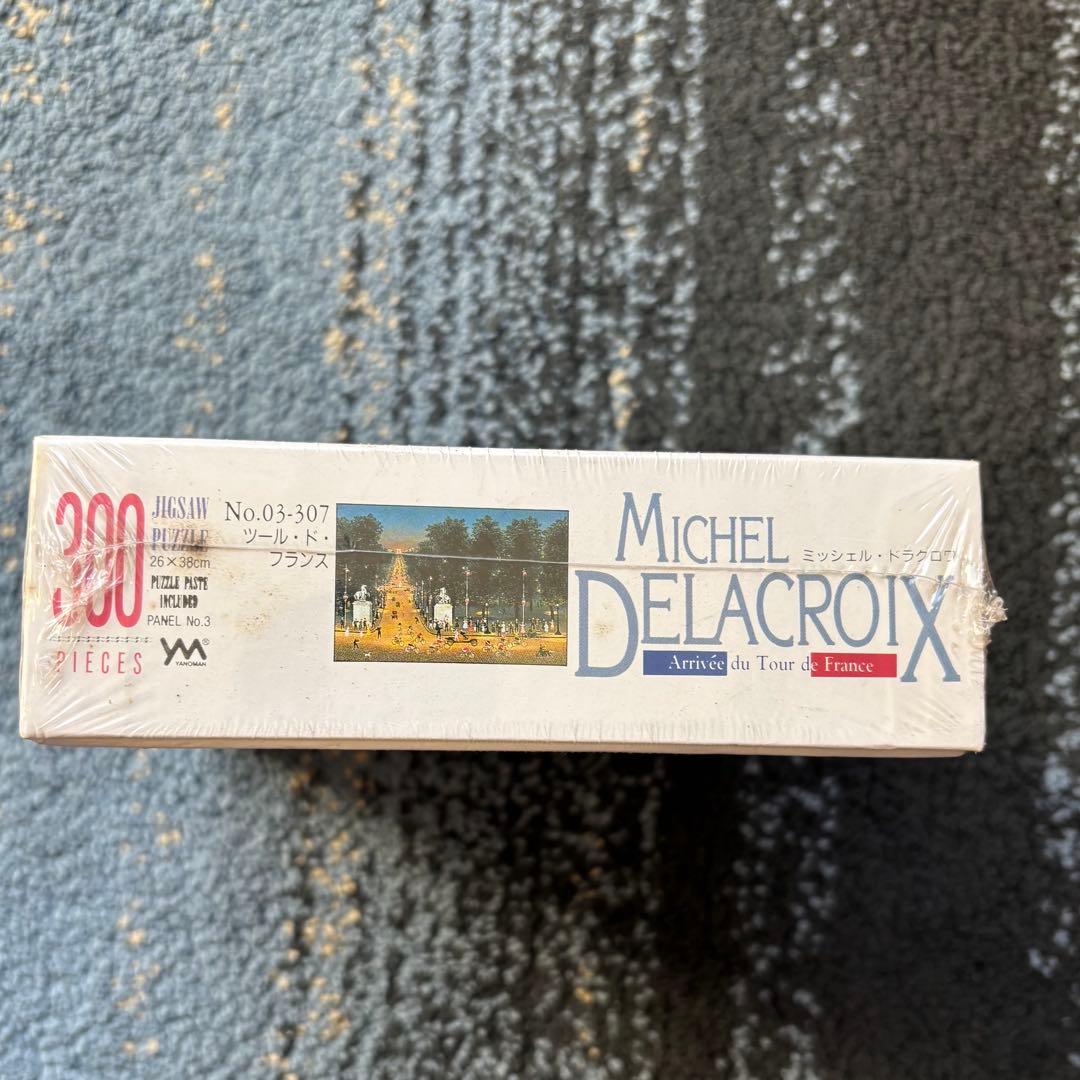 300
PIÈCES
JIGSAW
PUZZLE
26×38cm
PUZZLE PASTE
INCLUDED
PANEL No.3
YM®
YANOMAN
No.03-307
ツール・ド・
フランス
MICHEL
ミッシェル・ドラクロワ
DELACROIX
Arrivée du Tour de France